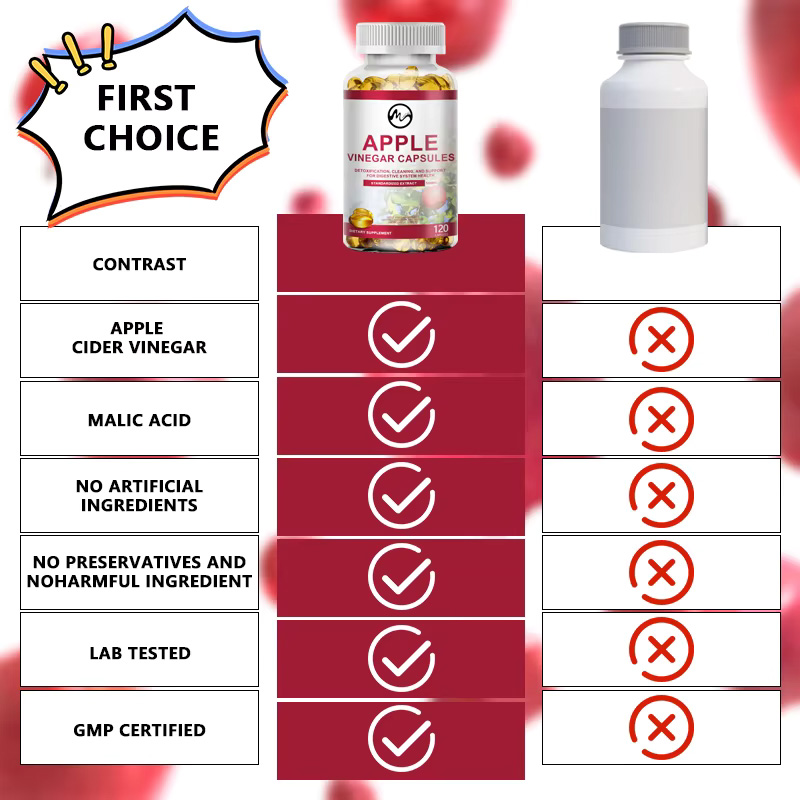 FIRST
CHOICE
APPLE
VINEGAR CAPSULES
DETOXIFICATION, CLEANING, AND SUPPORT
FOR DIGESTIVE SYSTEM HEALTH
STANDARDIZED EXTRACT
DIETARY SUPPLEMENT
120
CONTRAST
APPLE
CIDER VINEGAR
MALIC ACID
NO ARTIFICIAL
INGREDIENTS
NO PRESERVATIVES AND
NOHARMFUL INGREDIENT
LAB TESTED
GMP CERTIFIED